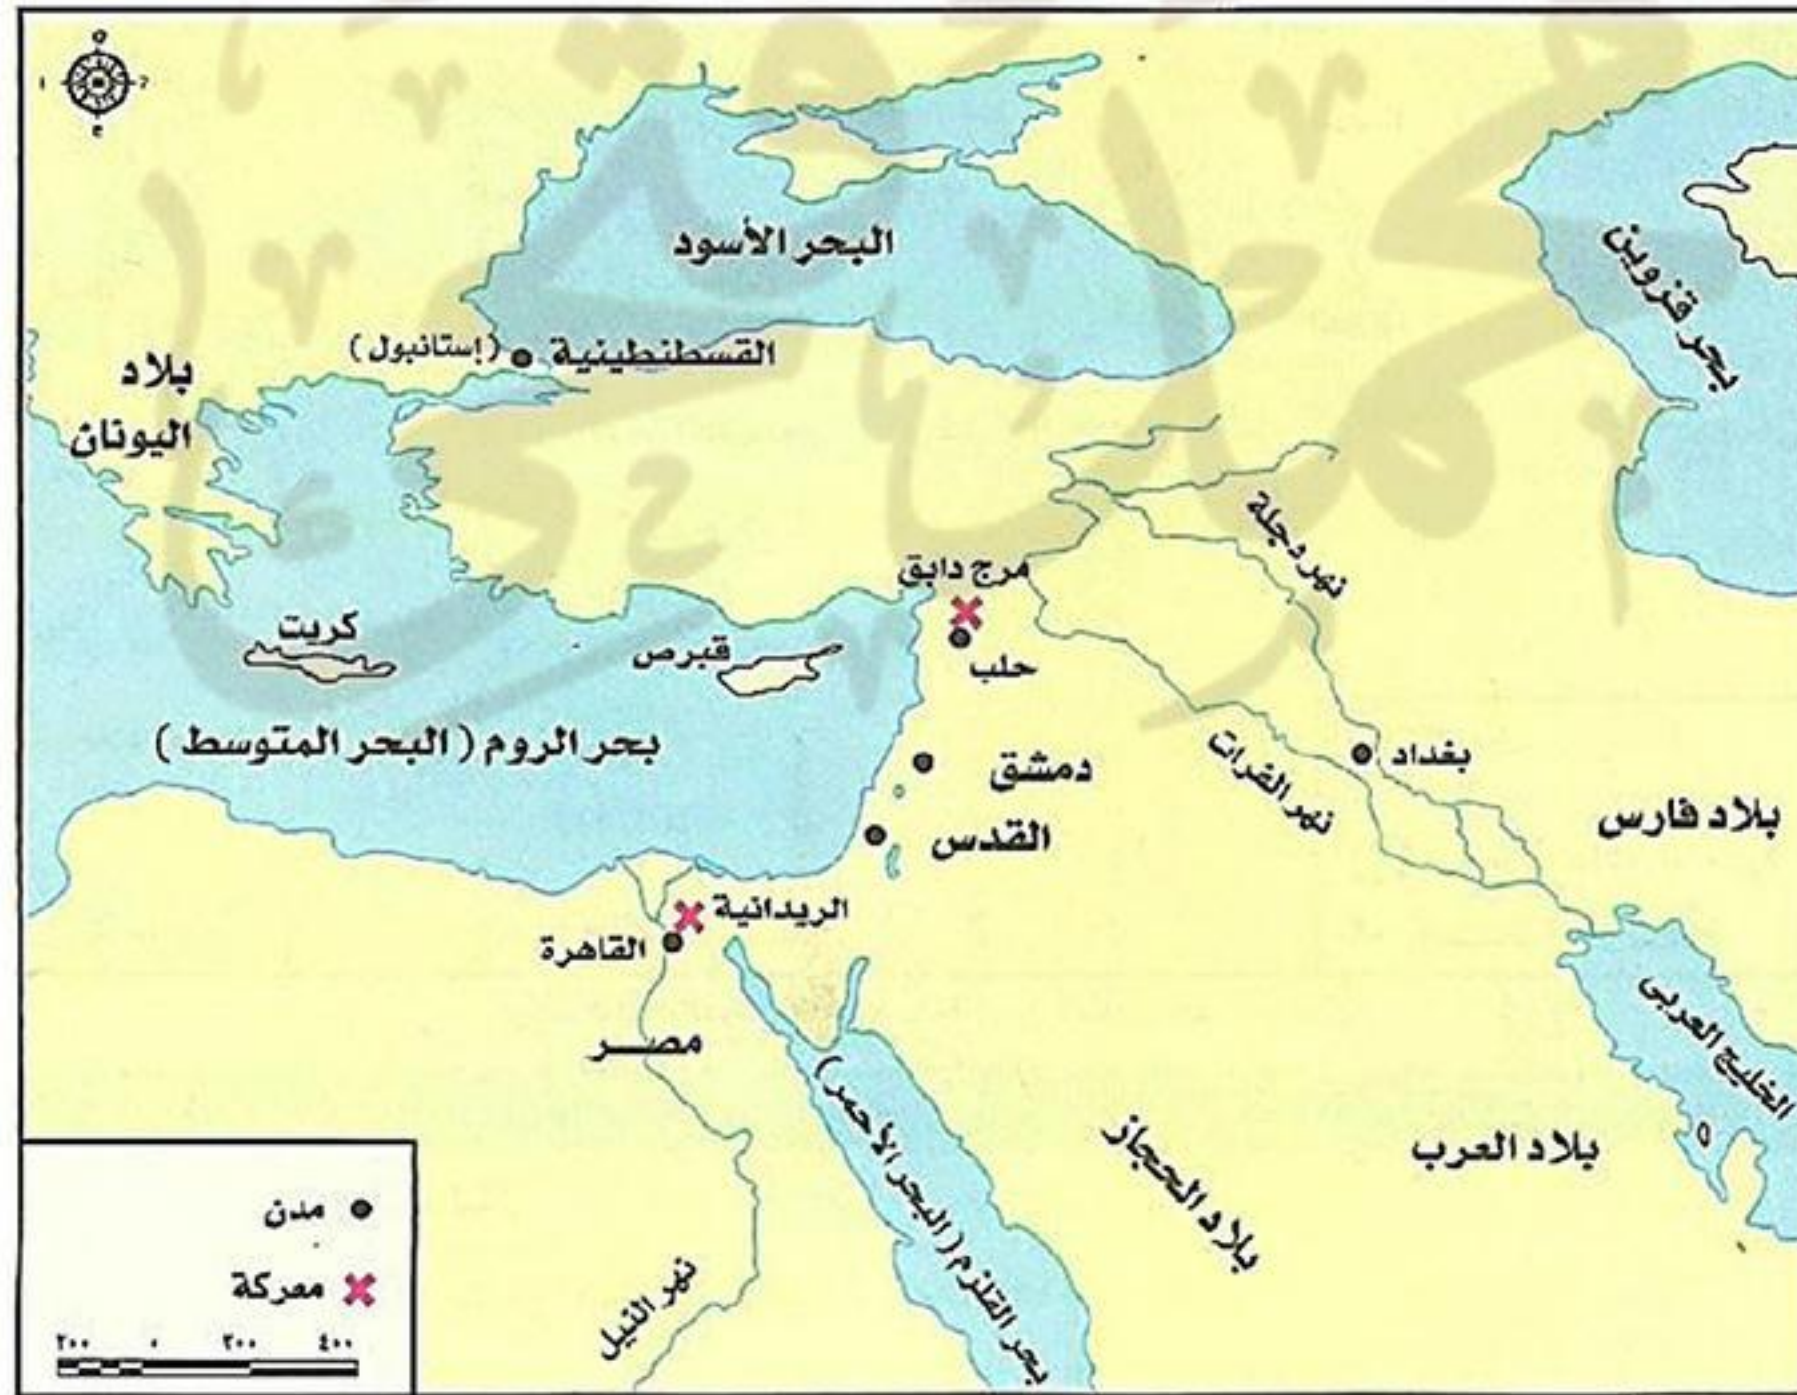 البحر الأسود
بحر قزوين
القسطنطينية (إستانبول)
بلاد
اليونان
نهر دجلة
مرج دابق
حلب
كريت
قبرص
بحر الروم (البحر المتوسط)
دمشق
نهر الفرات
بغداد
بلاد فارس
القدس
الريدانية
القاهرة
مصر
الخليج العربى
بحر القلزم (البحر الأحمر)
بلاد الحجاز
بلاد العرب
نهر النيل
مدن
معركة
٢٠٠ ٠ ٢٠٠ ٤٠٠